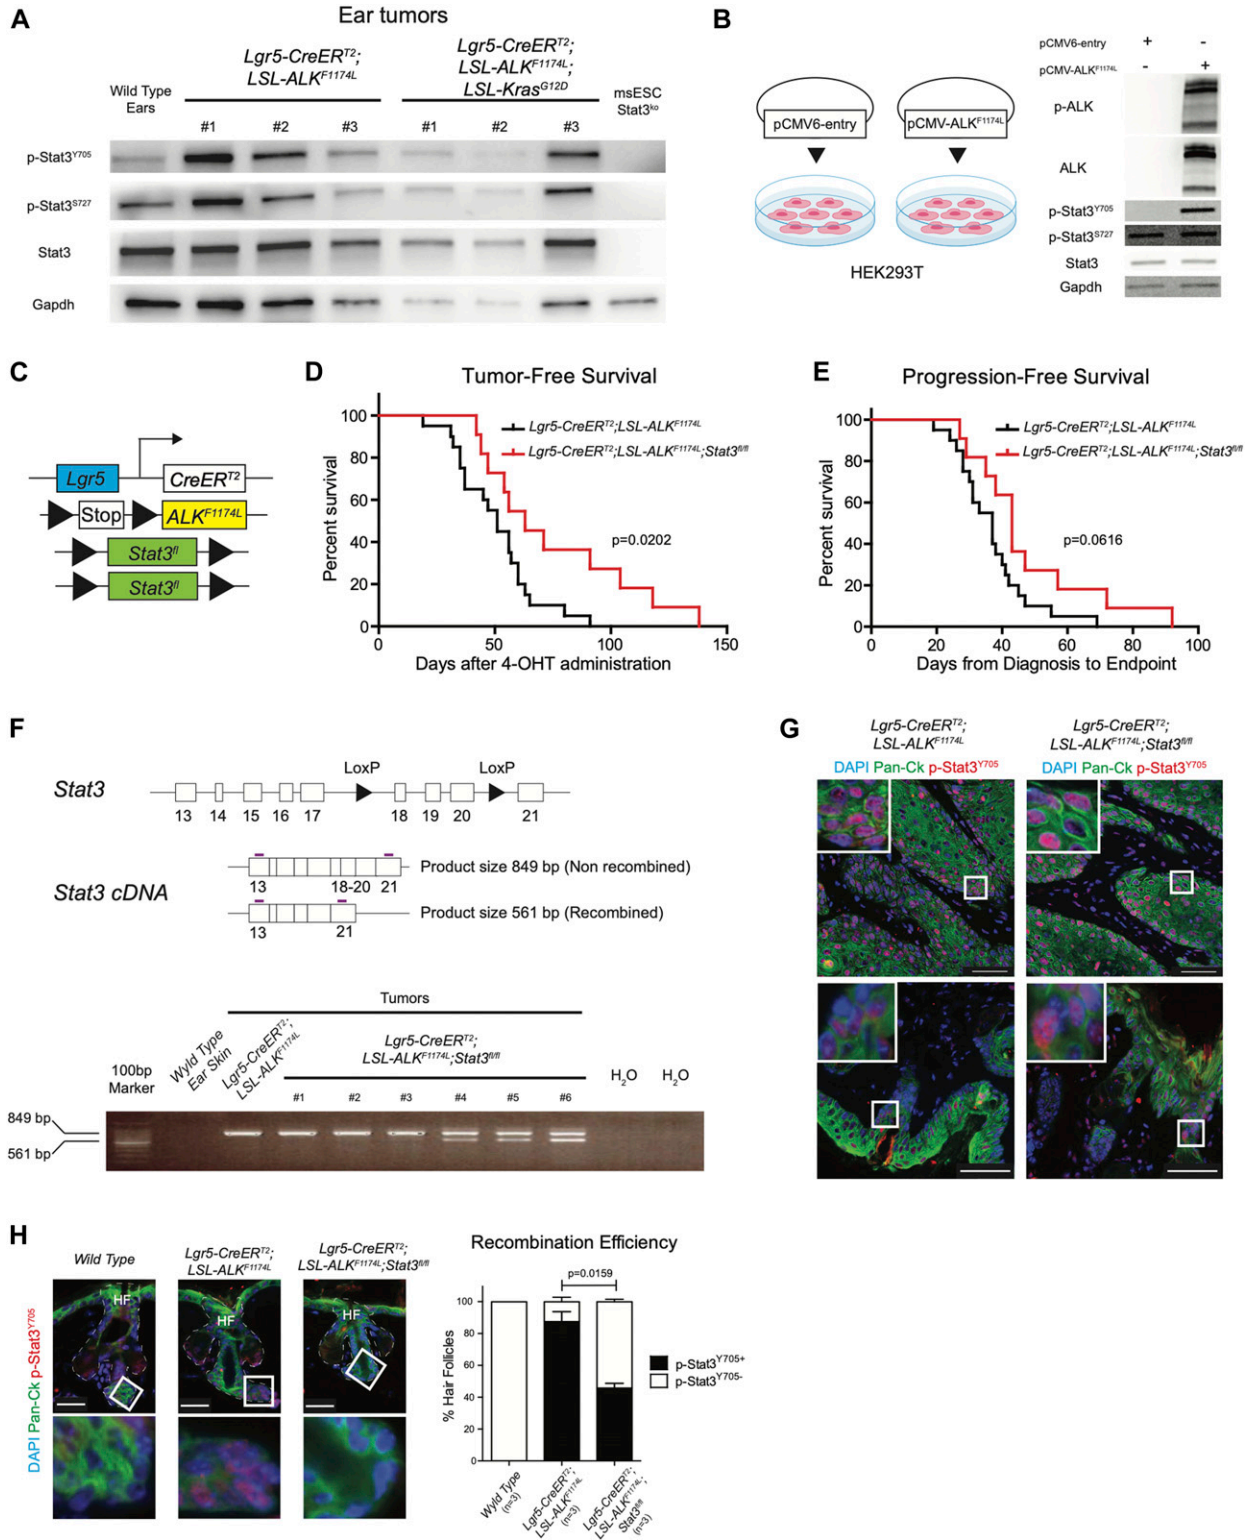 A
Ear tumors
Wild Type
Ears
Lgr5-CreER^T2;
LSL-ALK^F1174L
Lgr5-CreER^T2;
LSL-ALK^F1174L;
LSL-Kras^G12D
msESC
Stat3^ko
#1 #2 #3 #1 #2 #3
p-Stat3^Y705
p-Stat3^S727
Stat3
Gapdh
B
pCMV6-entry
pCMV-ALK^F1174L
HEK293T
pCMV6-entry + -
pCMV-ALK^F1174L - +
p-ALK
ALK
p-Stat3^Y705
p-Stat3^S727
Stat3
Gapdh
C
Lgr5
CreER^T2
Stop
ALK^F1174L
Stat3^fl
Stat3^fl
D
Tumor-Free Survival
Percent survival
100
80
60
40
20
0
0 50 100 150
Days after 4-OHT administration
Lgr5-CreER^T2;LSL-ALK^F1174L
Lgr5-CreER^T2;LSL-ALK^F1174L;Stat3^fl/fl
p=0.0202
E
Progression-Free Survival
Percent survival
100
80
60
40
20
0
0 20 40 60 80 100
Days from Diagnosis to Endpoint
Lgr5-CreER^T2;LSL-ALK^F1174L
Lgr5-CreER^T2;LSL-ALK^F1174L;Stat3^fl/fl
p=0.0616
F
Stat3
LoxP LoxP
13 14 15 16 17 18 19 20 21
Stat3 cDNA
13 18-20 21
Product size 849 bp (Non recombined)
13 21
Product size 561 bp (Recombined)
Tumors
100bp
Marker
Wyld Type
Ear Skin
Lgr5-CreER^T2;
LSL-ALK^F1174L
Lgr5-CreER^T2;
LSL-ALK^F1174L;Stat3^fl/fl
H2O H2O
#1 #2 #3 #4 #5 #6
849 bp
561 bp
G
Lgr5-CreER^T2;
LSL-ALK^F1174L
Lgr5-CreER^T2;
LSL-ALK^F1174L;Stat3^fl/fl
DAPI Pan-Ck p-Stat3^Y705
DAPI Pan-Ck p-Stat3^Y705
H
DAPI Pan-Ck p-Stat3^Y705
Wild Type
Lgr5-CreER^T2;
LSL-ALK^F1174L
Lgr5-CreER^T2;
LSL-ALK^F1174L;Stat3^fl/fl
HF HF HF
Recombination Efficiency
p=0.0159
% Hair Follicles
100
80
60
40
20
0
p-Stat3^Y705+
p-Stat3^Y705-
Wyld Type
(n=3)
Lgr5-CreER^T2;
LSL-ALK^F1174L
(n=3)
Lgr5-CreER^T2;
LSL-ALK^F1174L;
Stat3^fl/fl
(n=3)